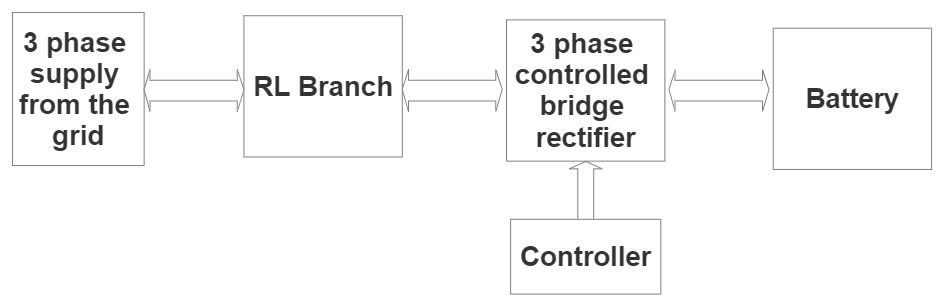 3 phase
supply
from the
grid
RL Branch
3 phase
controlled
bridge
rectifier
Battery
Controller